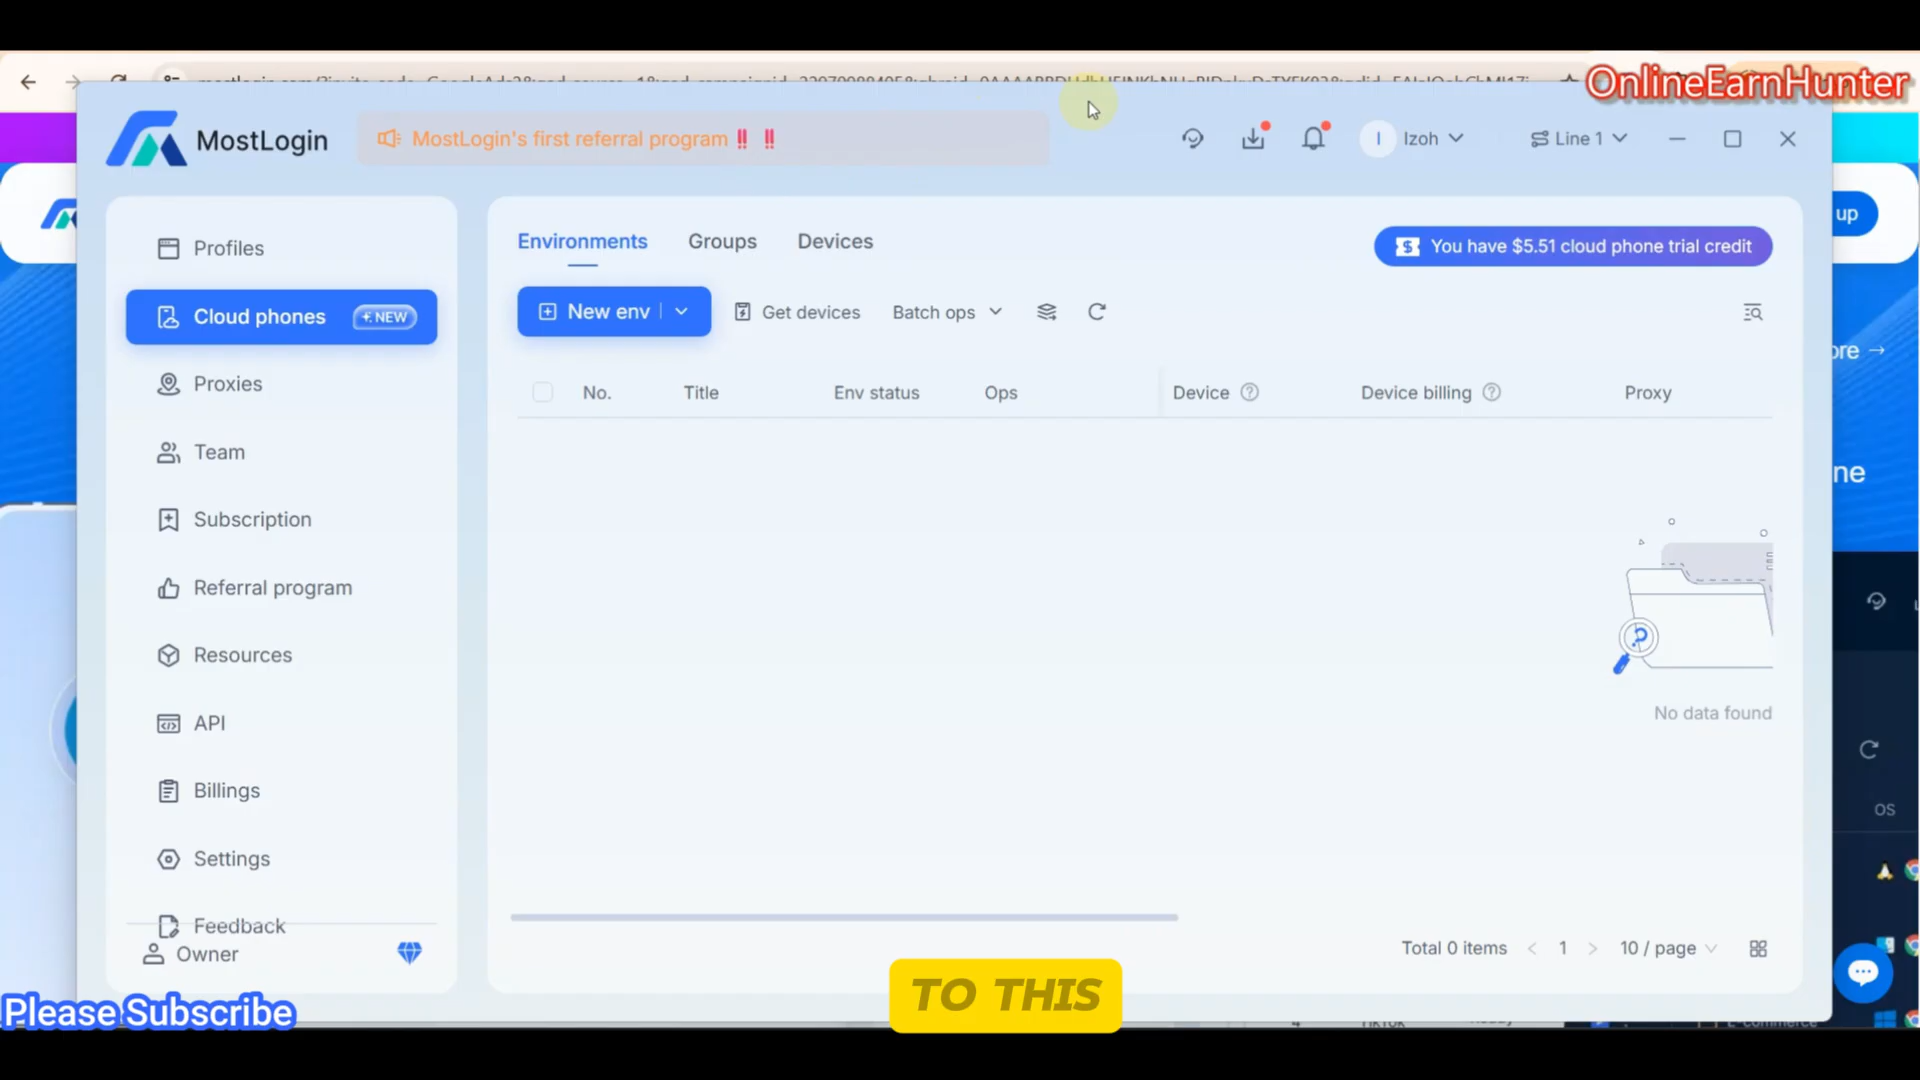 OnlineEarnHunter
MostLogin
MostLogin's first referral program‼️ ‼️
I
Izoh
Line 1
up
Profiles
Cloud phones
NEW
Proxies
Team
Subscription
Referral program
Resources
API
Billings
Settings
Feedback
Owner
Environments
Groups
Devices
You have $5.51 cloud phone trial credit
New env
Get devices
Batch ops
No.
Title
Env status
Ops
Device
Device billing
Proxy
No data found
Total 0 items
1
10 / page
ore →
ne
OS
TO THIS
Please Subscribe